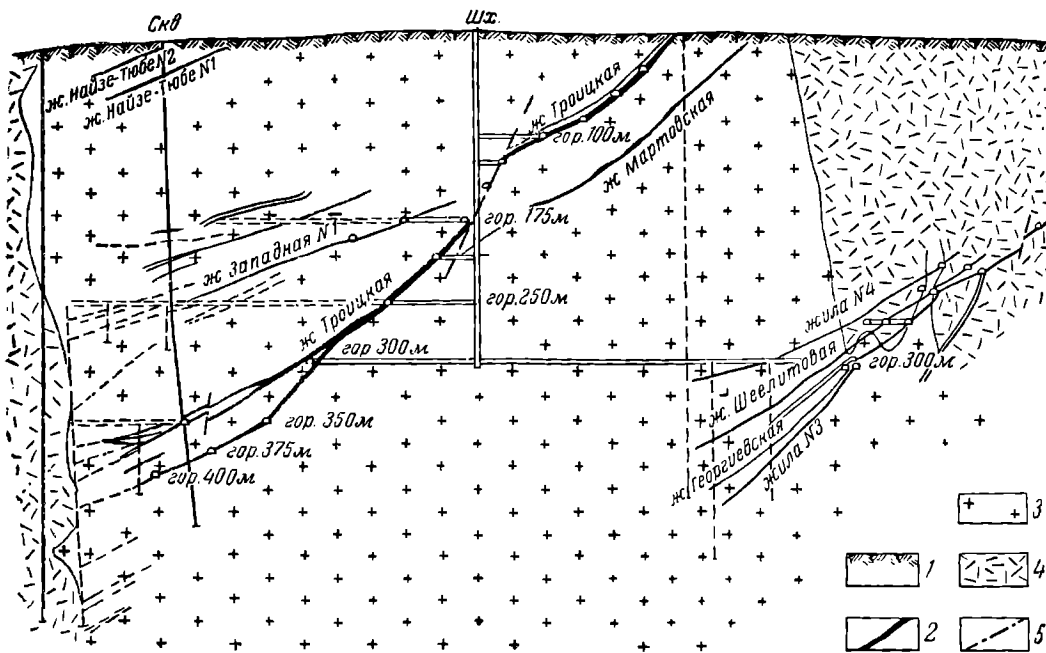 Скв
Шх.
ж. Найзе-Тюбе N2
ж. Найзе-Тюбе N1
ж Троицкая
гор. 100м
ж Мартовская
гор. 175м
ж Западная N1
ж Троицкая
гор. 250м
гор 300м
жила N4
гор. 300м
ж. Шеелитовая
ж. Георгиевская
жила N3
гор. 350м
гор. 375м
гор. 400м
3
1
4
2
5